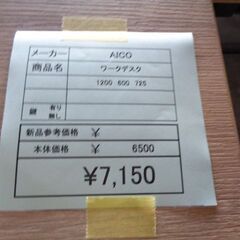 メーカー AICO
商品名 ワークデスク
1200 600 725
鍵 有り 無し
新品参考価格 ¥
本体価格 ¥ 6500
¥7,150